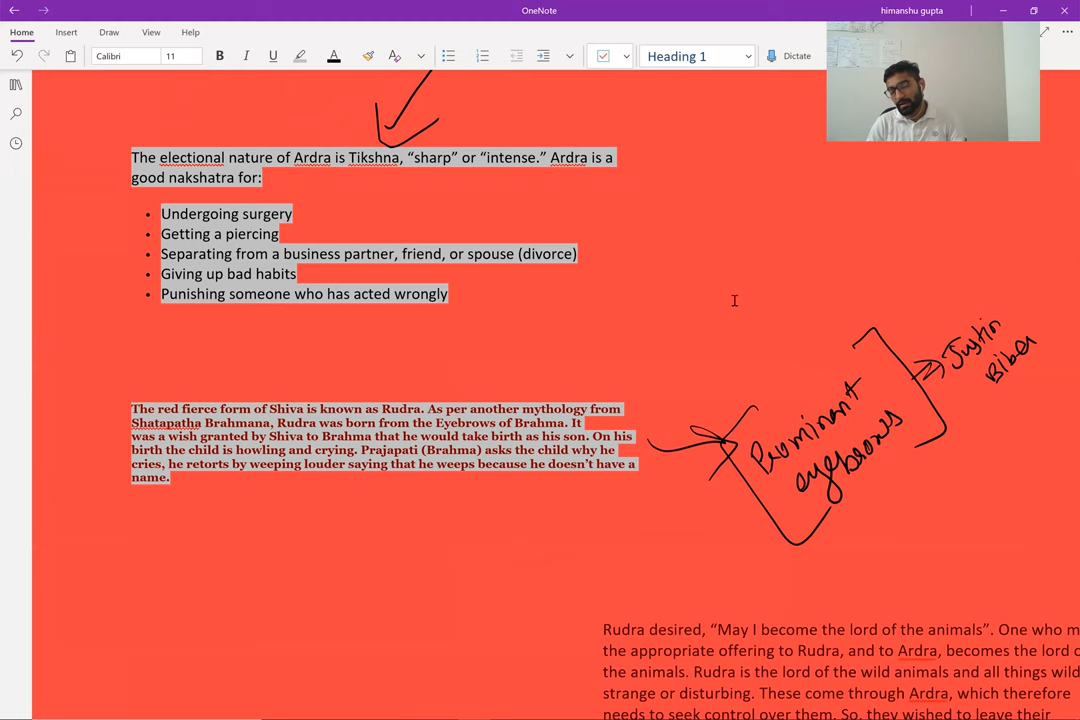 OneNote
himanshu gupta
Home Insert Draw View Help
Calibri 11 B I U A Heading 1 Dictate
The electional nature of Ardra is Tikshna, “sharp” or “intense.” Ardra is a
good nakshatra for:
• Undergoing surgery
• Getting a piercing
• Separating from a business partner, friend, or spouse (divorce)
• Giving up bad habits
• Punishing someone who has acted wrongly
Justin
Biber
Prominant
eyebrows
The red fierce form of Shiva is known as Rudra. As per another mythology from
Shatapatha Brahmana, Rudra was born from the Eyebrows of Brahma. It
was a wish granted by Shiva to Brahma that he would take birth as his son. On his
birth the child is howling and crying. Prajapati (Brahma) asks the child why he
cries, he retorts by weeping louder saying that he weeps because he doesn’t have a
name.
Rudra desired, “May I become the lord of the animals”. One who m
the appropriate offering to Rudra, and to Ardra, becomes the lord o
the animals. Rudra is the lord of the wild animals and all things wild
strange or disturbing. These come through Ardra, which therefore
needs to seek control over them. So, they wished to leave their